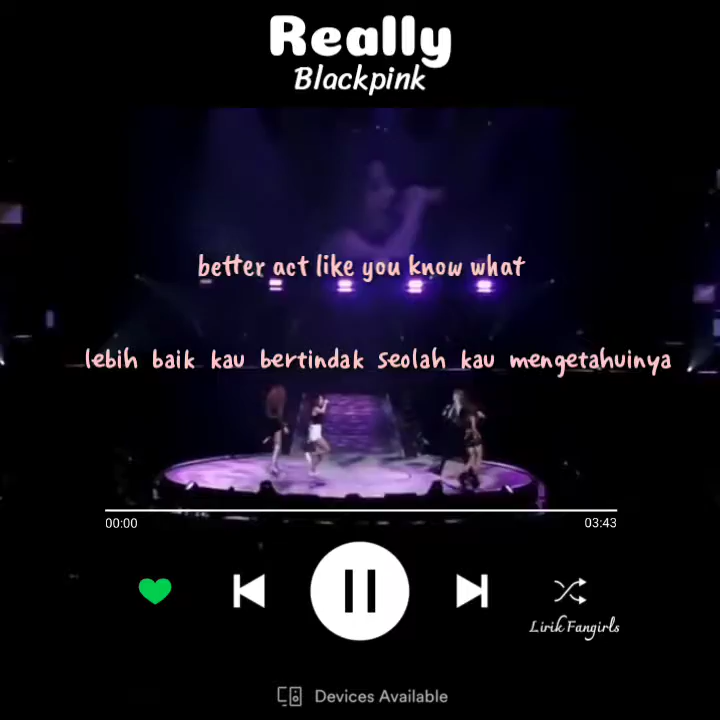 Really
Blackpink
better act like you know what
lebih baik kau bertindak seolah kau mengetahuinya
00:00 03:43
Lirik Fangirls
Devices Available